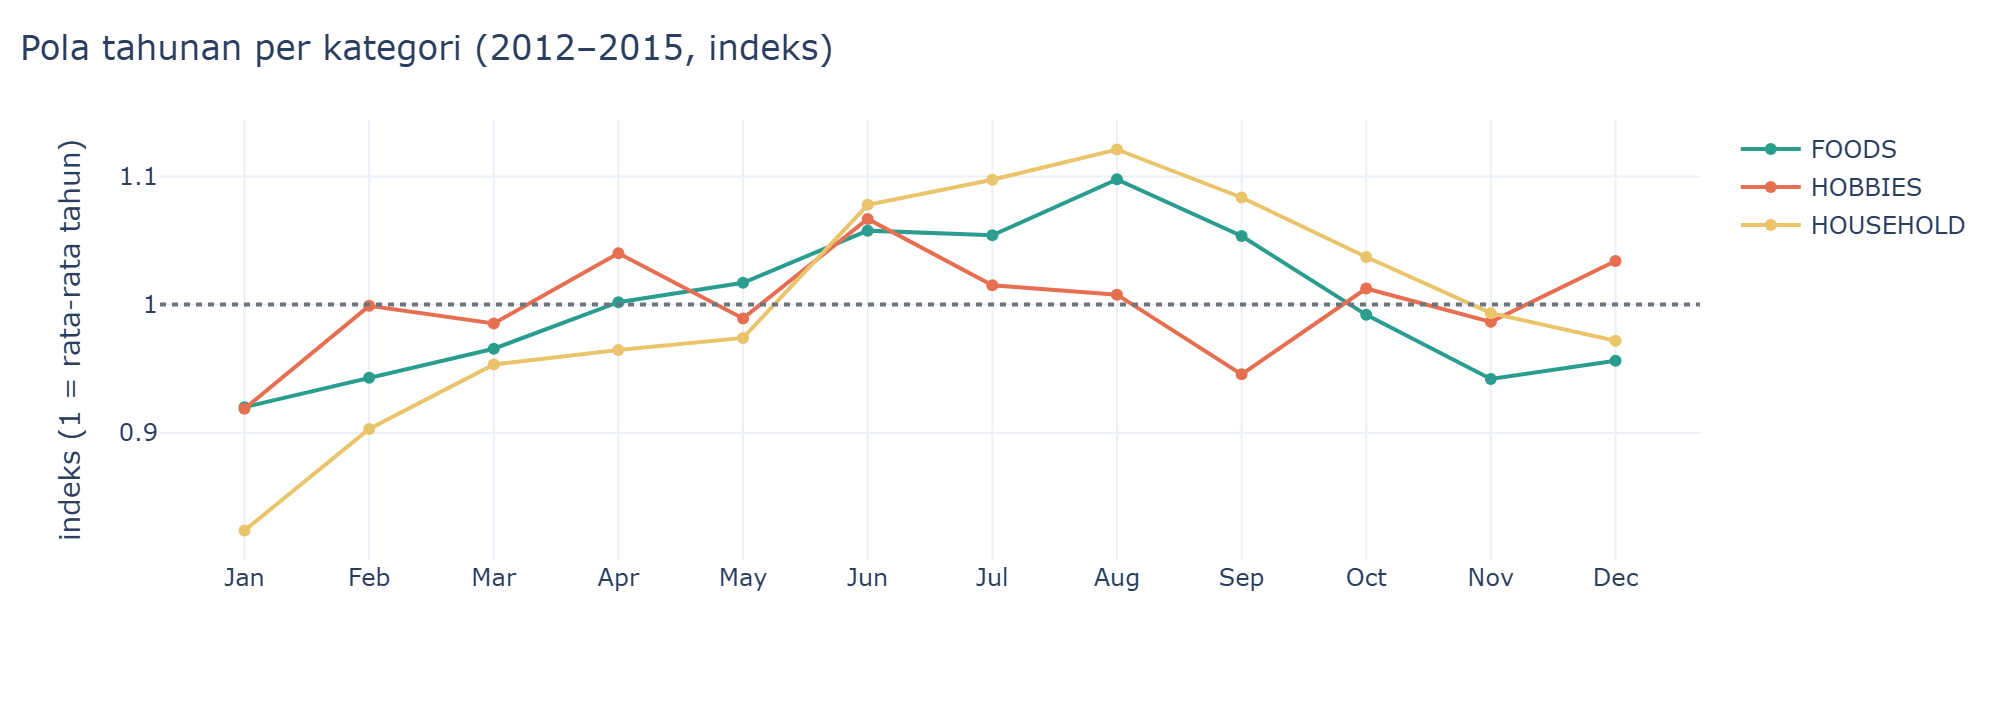 Pola tahunan per kategori (2012–2015, indeks)
indeks (1 = rata-rata tahun)
1.1
1
0.9
Jan Feb Mar Apr May Jun Jul Aug Sep Oct Nov Dec
FOODS
HOBBIES
HOUSEHOLD